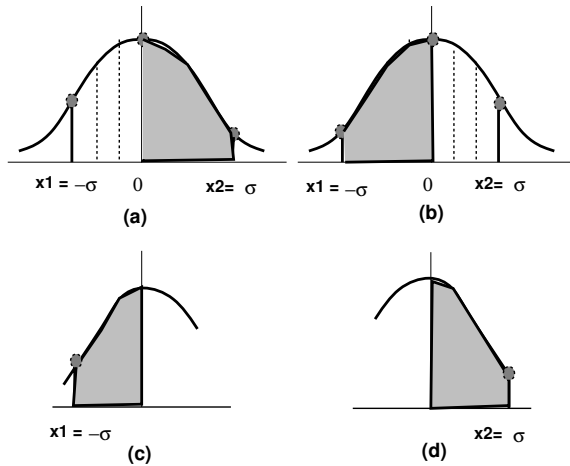 x1 = −σ 0 x2= σ
(a)
x1 = −σ 0 x2= σ
(b)
x1 = −σ
(c)
x2= σ
(d)